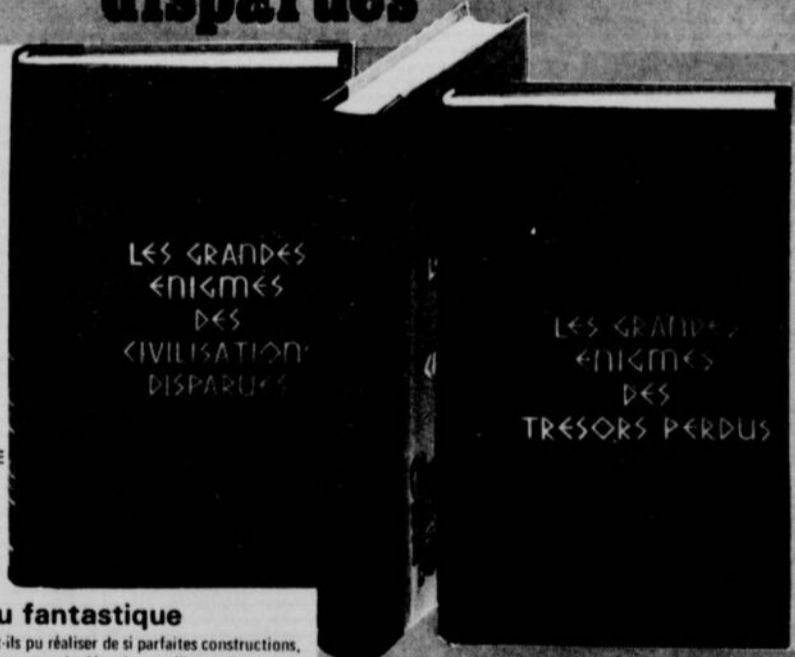 disparues
LES GRANDES
ENIGMES
DES
CIVILISATIONS
DISPARUES
LES GRANDES
ENIGMES
DES
TRESORS PERDUS
u fantastique
t-ils pu réaliser de si parfaites constructions,